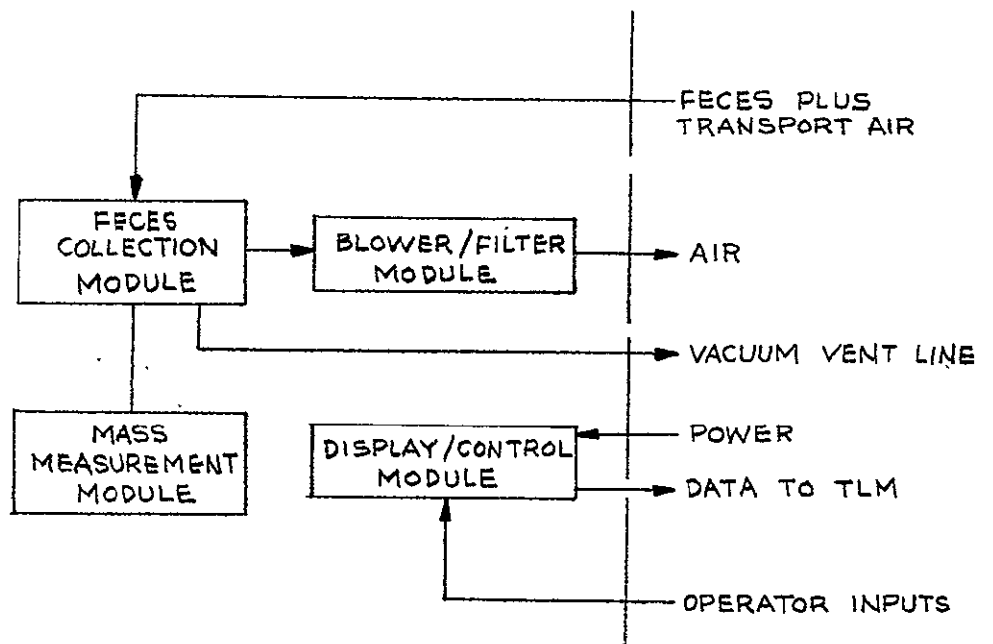 FECES PLUS
TRANSPORT AIR
FECES
COLLECTION
MODULE
BLOWER/FILTER
MODULE
AIR
VACUUM VENT LINE
MASS
MEASUREMENT
MODULE
DISPLAY/CONTROL
MODULE
POWER
DATA TO TLM
OPERATOR INPUTS